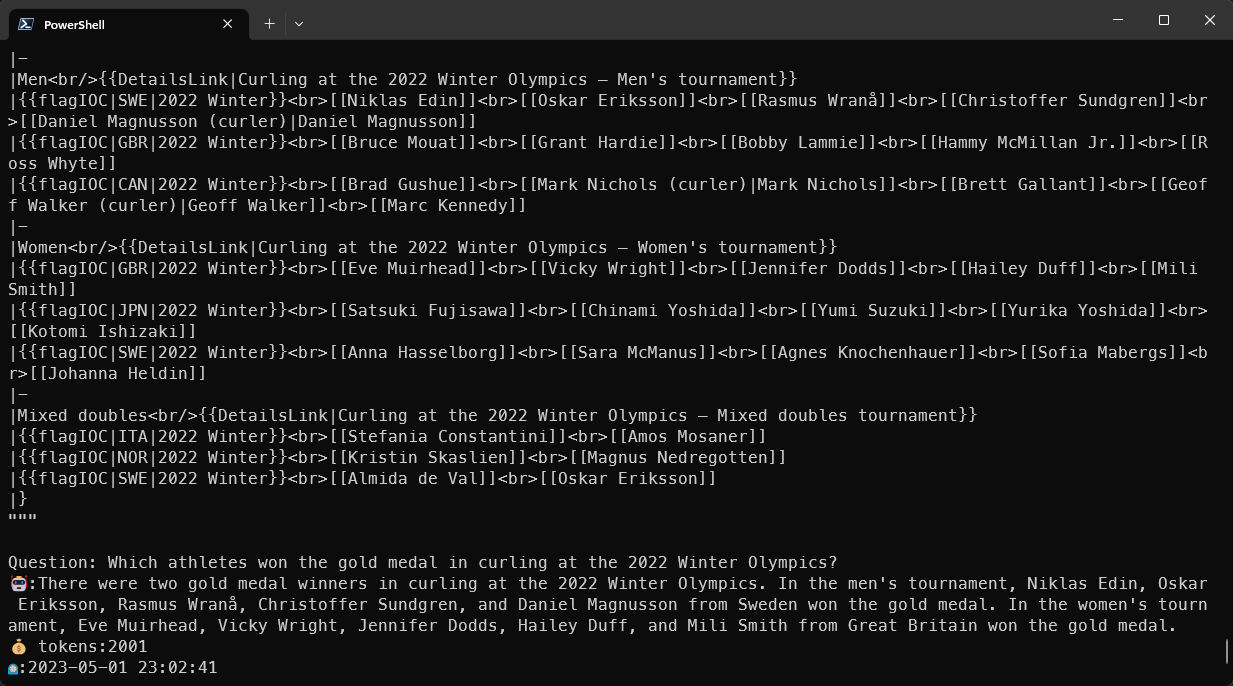 PowerShell
|-
|Men<br/>{{DetailsLink|Curling at the 2022 Winter Olympics – Men's tournament}}
|{{flagIOC|SWE|2022 Winter}}<br>[[Niklas Edin]]<br>[[Oskar Eriksson]]<br>[[Rasmus Wranå]]<br>[[Christoffer Sundgren]]<br
>[[Daniel Magnusson (curler)|Daniel Magnusson]]
|{{flagIOC|GBR|2022 Winter}}<br>[[Bruce Mouat]]<br>[[Grant Hardie]]<br>[[Bobby Lammie]]<br>[[Hammy McMillan Jr.]]<br>[[R
oss Whyte]]
|{{flagIOC|CAN|2022 Winter}}<br>[[Brad Gushue]]<br>[[Mark Nichols (curler)|Mark Nichols]]<br>[[Brett Gallant]]<br>[[Geof
f Walker (curler)|Geoff Walker]]<br>[[Marc Kennedy]]
|-
|Women<br/>{{DetailsLink|Curling at the 2022 Winter Olympics – Women's tournament}}
|{{flagIOC|GBR|2022 Winter}}<br>[[Eve Muirhead]]<br>[[Vicky Wright]]<br>[[Jennifer Dodds]]<br>[[Hailey Duff]]<br>[[Mili
Smith]]
|{{flagIOC|JPN|2022 Winter}}<br>[[Satsuki Fujisawa]]<br>[[Chinami Yoshida]]<br>[[Yumi Suzuki]]<br>[[Yurika Yoshida]]<br>
[[Kotomi Ishizaki]]
|{{flagIOC|SWE|2022 Winter}}<br>[[Anna Hasselborg]]<br>[[Sara McManus]]<br>[[Agnes Knochenhauer]]<br>[[Sofia Mabergs]]<b
r>[[Johanna Heldin]]
|-
|Mixed doubles<br/>{{DetailsLink|Curling at the 2022 Winter Olympics – Mixed doubles tournament}}
|{{flagIOC|ITA|2022 Winter}}<br>[[Stefania Constantini]]<br>[[Amos Mosaner]]
|{{flagIOC|NOR|2022 Winter}}<br>[[Kristin Skaslien]]<br>[[Magnus Nedregotten]]
|{{flagIOC|SWE|2022 Winter}}<br>[[Almida de Val]]<br>[[Oskar Eriksson]]
|}
"""
Question: Which athletes won the gold medal in curling at the 2022 Winter Olympics?
🤖:There were two gold medal winners in curling at the 2022 Winter Olympics. In the men's tournament, Niklas Edin, Oskar
Eriksson, Rasmus Wranå, Christoffer Sundgren, and Daniel Magnusson from Sweden won the gold medal. In the women's tourn
ament, Eve Muirhead, Vicky Wright, Jennifer Dodds, Hailey Duff, and Mili Smith from Great Britain won the gold medal.
💰 tokens:2001
:2023-05-01 23:02:41